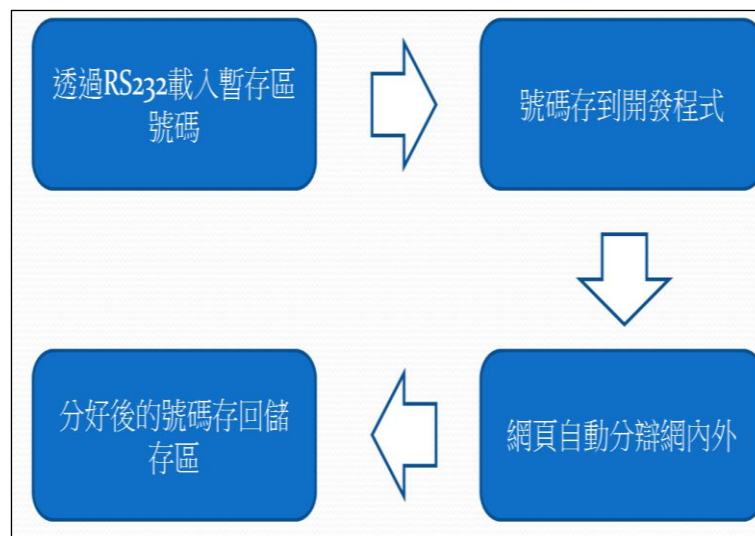 透過RS232載入暫存區
號碼
號碼存到開發程式
網頁自動分辯網內外
分好後的號碼存回儲
存區